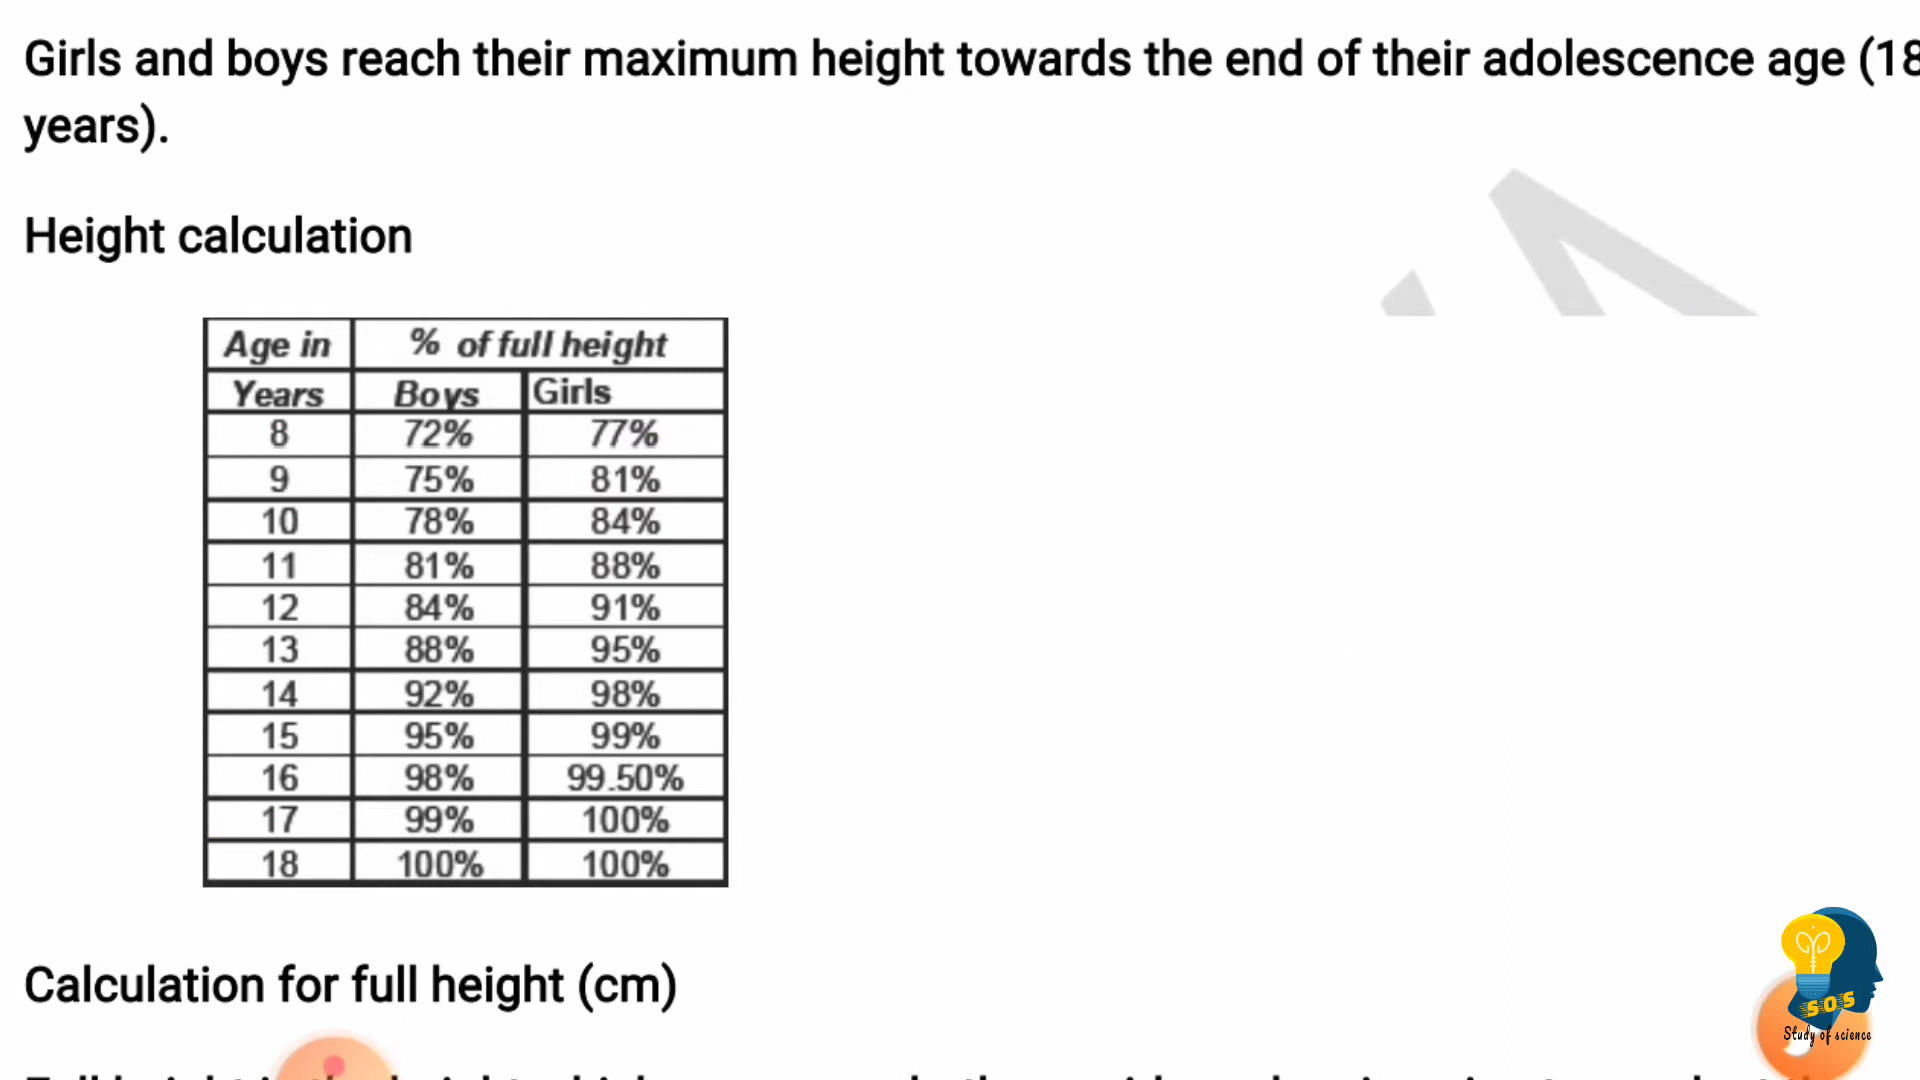 Girls and boys reach their maximum height towards the end of their adolescence age (18
years).
Height calculation
Age in % of full height
Years Boys Girls
8 72% 77%
9 75% 81%
10 78% 84%
11 81% 88%
12 84% 91%
13 88% 95%
14 92% 98%
15 95% 99%
16 98% 99.50%
17 99% 100%
18 100% 100%
Calculation for full height (cm)
SOS
Study of science